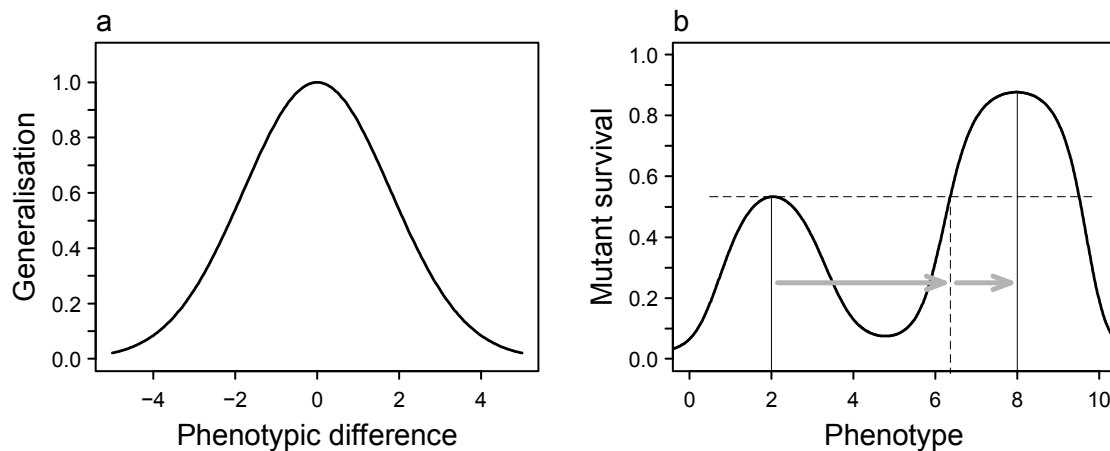 a
Generalisation
1.0
0.8
0.6
0.4
0.2
0.0
−4 −2 0 2 4
Phenotypic difference
b
Mutant survival
1.0
0.8
0.6
0.4
0.2
0.0
0 2 4 6 8 10
Phenotype